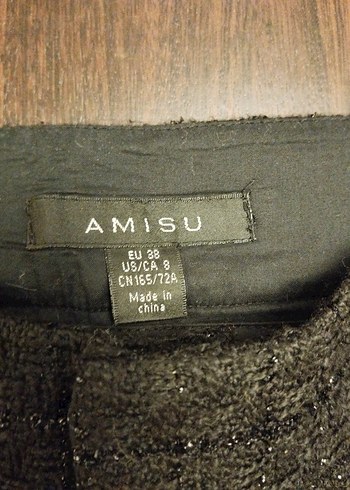 AMISU
EU 38
US/CA 8
CN165/72A
Made in
china